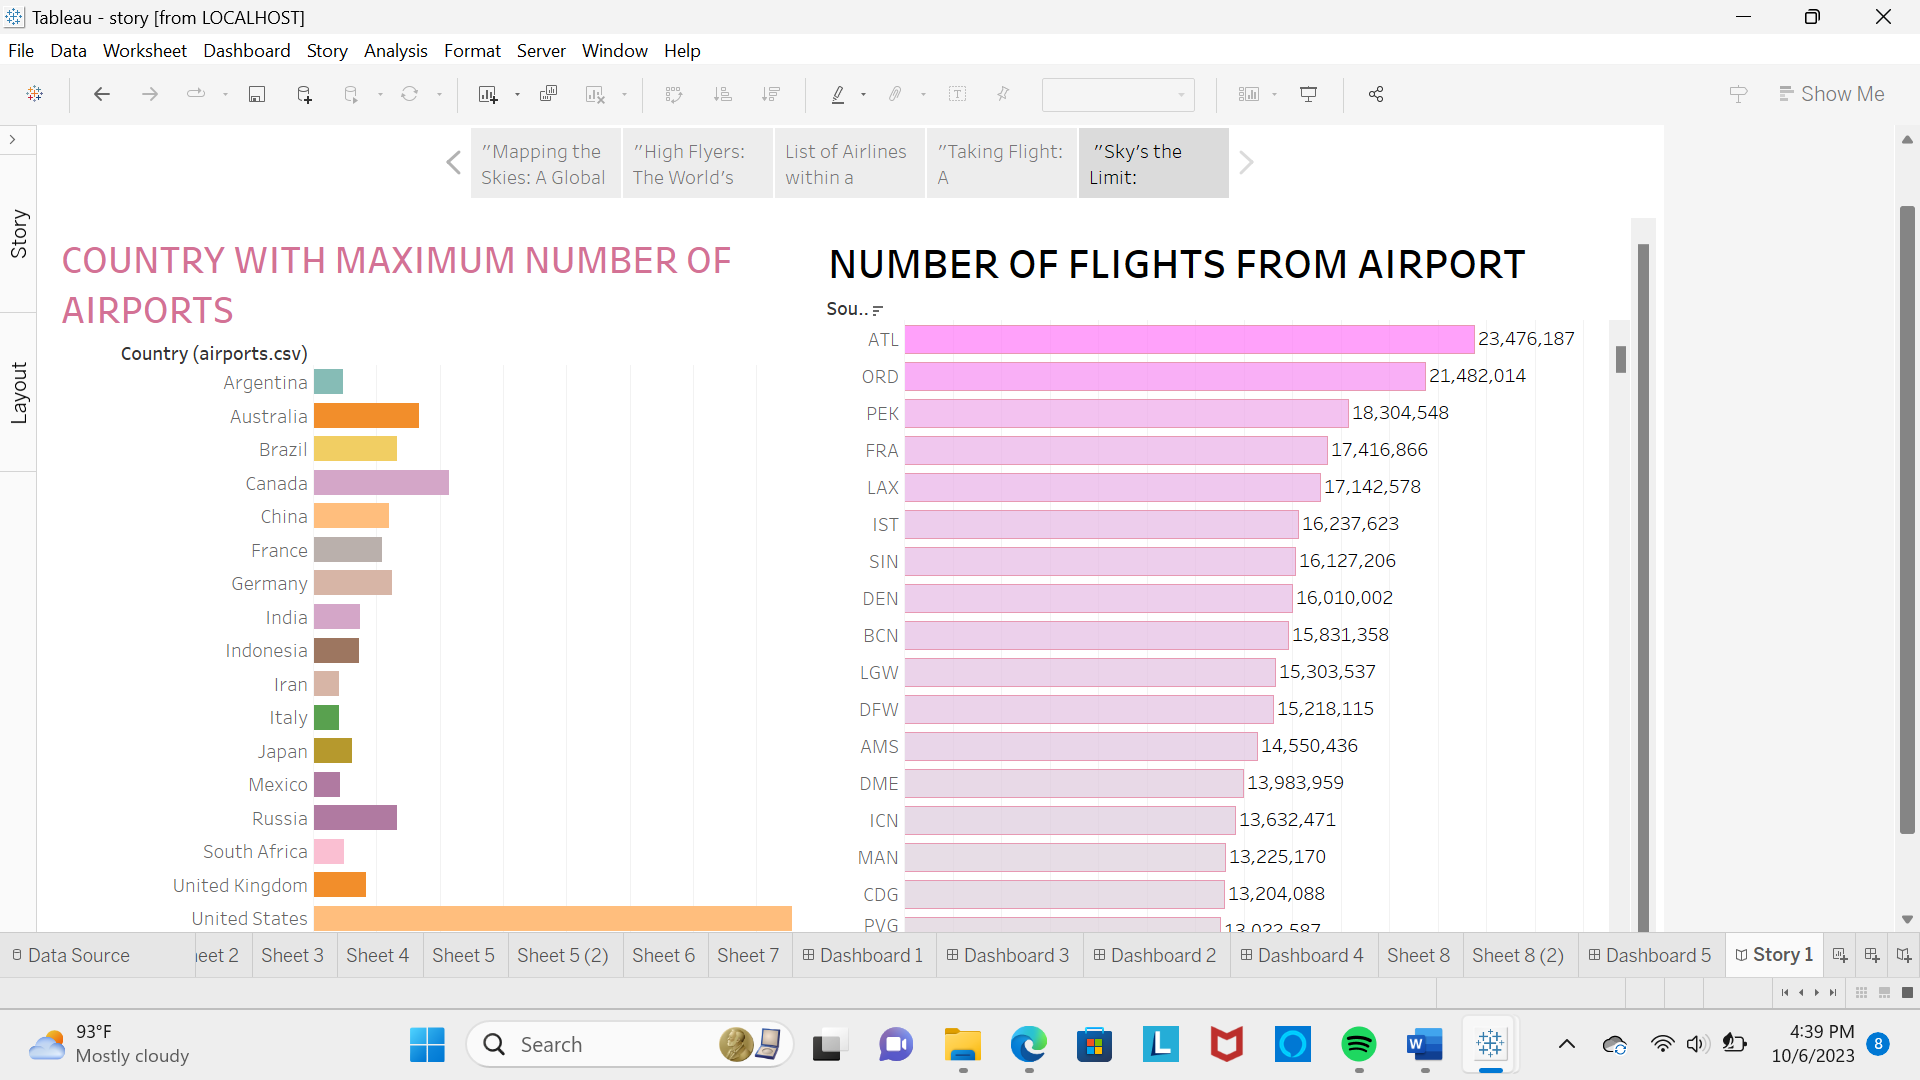 Tableau - story [from LOCALHOST]
File Data Worksheet Dashboard Story Analysis Format Server Window Help
Show Me
Story
Layout
"Mapping the
Skies: A Global
"High Flyers:
The World's
List of Airlines
within a
"Taking Flight:
A
"Sky's the
Limit:
COUNTRY WITH MAXIMUM NUMBER OF
AIRPORTS
Country (airports.csv)
Argentina
Australia
Brazil
Canada
China
France
Germany
India
Indonesia
Iran
Italy
Japan
Mexico
Russia
South Africa
United Kingdom
United States
NUMBER OF FLIGHTS FROM AIRPORT
Sou..
ATL 23,476,187
ORD 21,482,014
PEK 18,304,548
FRA 17,416,866
LAX 17,142,578
IST 16,237,623
SIN 16,127,206
DEN 16,010,002
BCN 15,831,358
LGW 15,303,537
DFW 15,218,115
AMS 14,550,436
DME 13,983,959
ICN 13,632,471
MAN 13,225,170
CDG 13,204,088
PVG 13,022,587
Data Source eet 2 Sheet 3 Sheet 4 Sheet 5 Sheet 5 (2) Sheet 6 Sheet 7 Dashboard 1 Dashboard 3 Dashboard 2 Dashboard 4 Sheet 8 Sheet 8 (2) Dashboard 5 Story 1
93°F
Mostly cloudy
Search
4:39 PM
10/6/2023
8